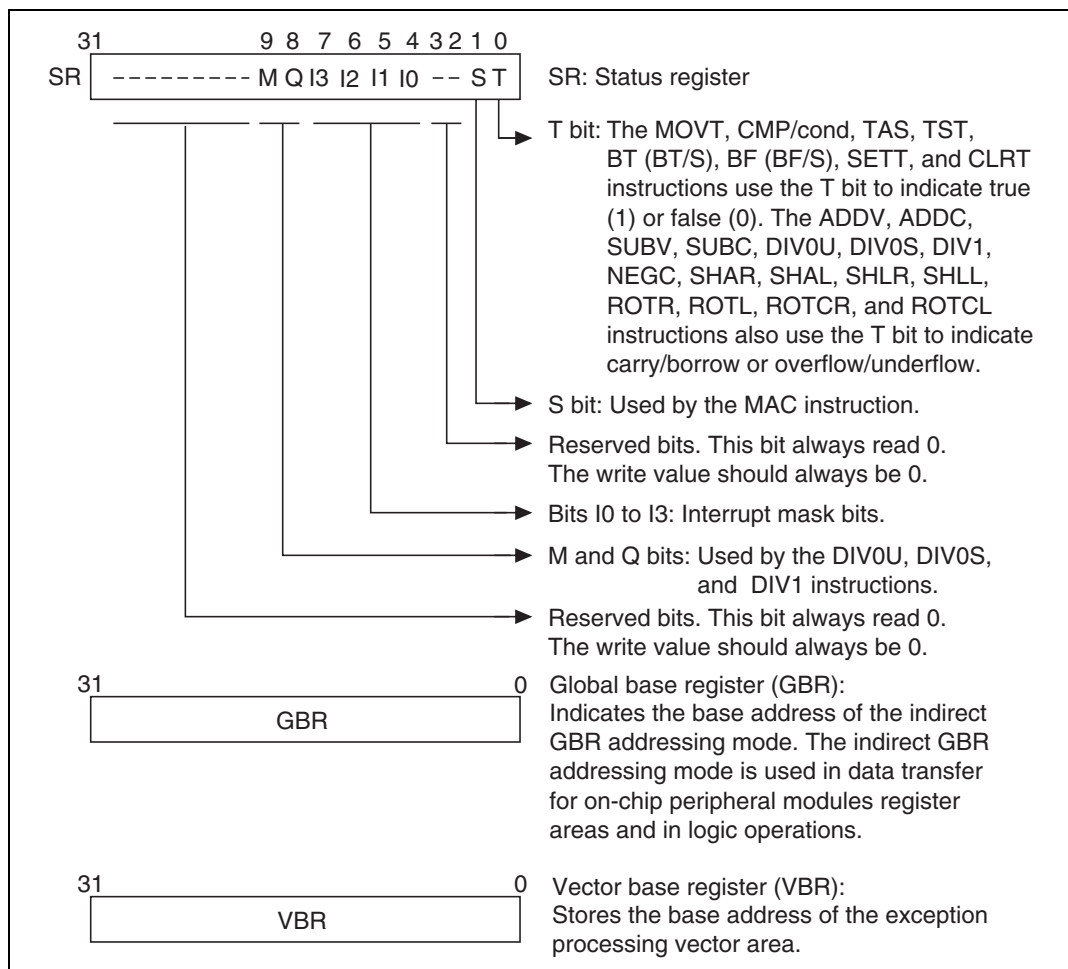 31 9 8 7 6 5 4 3 2 1 0
SR ---------- M Q I3 I2 I1 I0 -- S T SR: Status register
T bit: The MOVT, CMP/cond, TAS, TST,
BT (BT/S), BF (BF/S), SETT, and CLRT
instructions use the T bit to indicate true
(1) or false (0). The ADDV, ADDC,
SUBV, SUBC, DIV0U, DIV0S, DIV1,
NEGC, SHAR, SHAL, SHLR, SHLL,
ROTR, ROTL, ROTCR, and ROTCL
instructions also use the T bit to indicate
carry/borrow or overflow/underflow.
S bit: Used by the MAC instruction.
Reserved bits. This bit always read 0.
The write value should always be 0.
Bits I0 to I3: Interrupt mask bits.
M and Q bits: Used by the DIV0U, DIV0S,
and DIV1 instructions.
Reserved bits. This bit always read 0.
The write value should always be 0.
31 0 Global base register (GBR):
Indicates the base address of the indirect
GBR GBR addressing mode. The indirect GBR
addressing mode is used in data transfer
for on-chip peripheral modules register
areas and in logic operations.
31 0 Vector base register (VBR):
VBR Stores the base address of the exception
processing vector area.